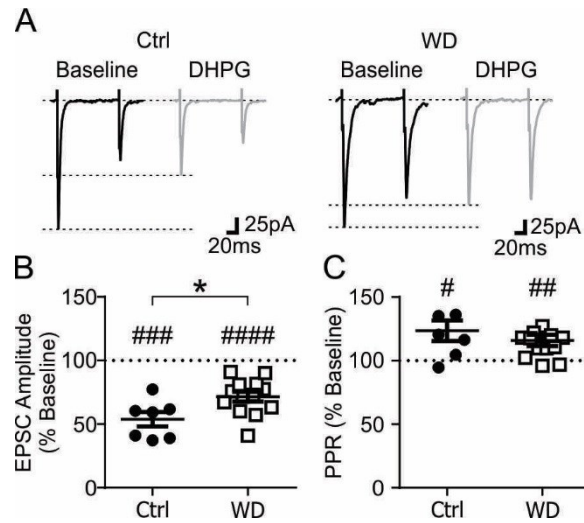 A
Ctrl
WD
Baseline DHPG
Baseline DHPG
25pA
20ms
25pA
20ms
B
*
### ####
EPSC Amplitude
(% Baseline)
150
100
50
0
Ctrl WD
C
# ##
PPR (% Baseline)
150
100
50
0
Ctrl WD